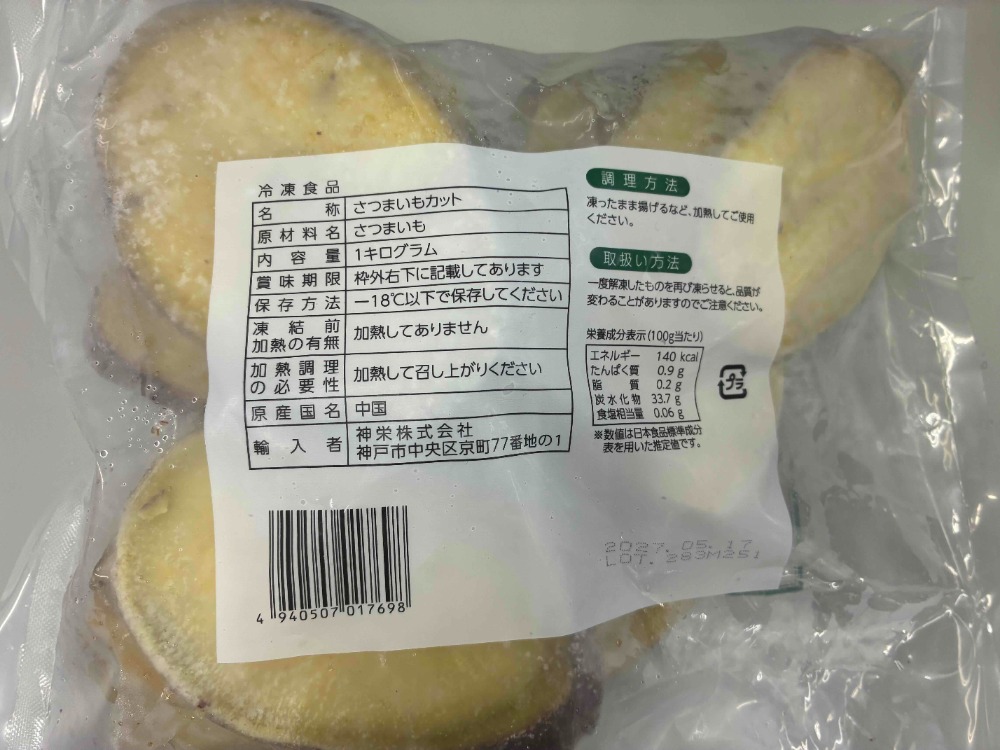 冷凍食品
名称 さつまいもカット
原材料名 さつまいも
内容量 1キログラム
賞味期限 枠外右下に記載してあります
保存方法 −18℃以下で保存してください
凍結前
加熱の有無 加熱してありません
加熱調理
の必要性 加熱して召し上がりください
原産国名 中国
輸入者 神栄株式会社
神戸市中央区京町77番地の1
4 940507 017698
調理方法
凍ったまま揚げるなど、加熱してご使用
ください。
取扱い方法
一度解凍したものを再び凍らせると、品質が
変わることがありますのでご注意ください。
栄養成分表示(100g当たり)
エネルギー 140 kcal
たんぱく質 0.9 g
脂質 0.2 g
炭水化物 33.7 g
食塩相当量 0.06 g
※数値は日本食品標準成分
表を用いた推定値です。
プラ
2027.05.17
LOT.283M251